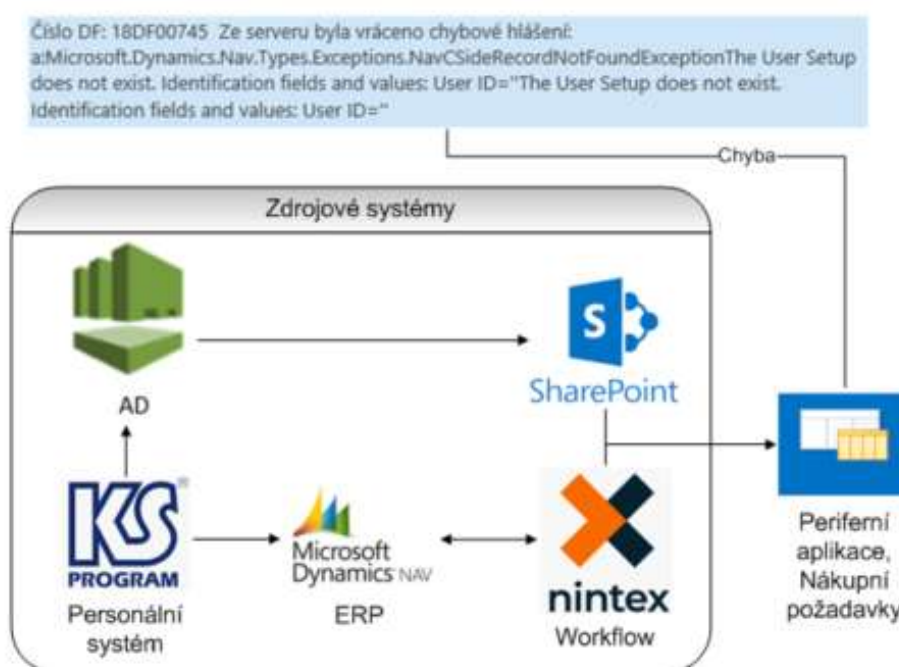 Číslo DF: 18DF00745 Ze serveru byla vráceno chybové hlášení:
a:Microsoft.Dynamics.Nav.Types.Exceptions.NavCSideRecordNotFoundExceptionThe User Setup
does not exist. Identification fields and values: User ID=''The User Setup does not exist.
Identification fields and values: User ID=''
Chyba
Zdrojové systémy
AD
S
SharePoint
KS
PROGRAM
®
Personální
systém
Microsoft
Dynamics NAV
ERP
nintex
Workflow
Periferní
aplikace,
Nákupní
požadavky